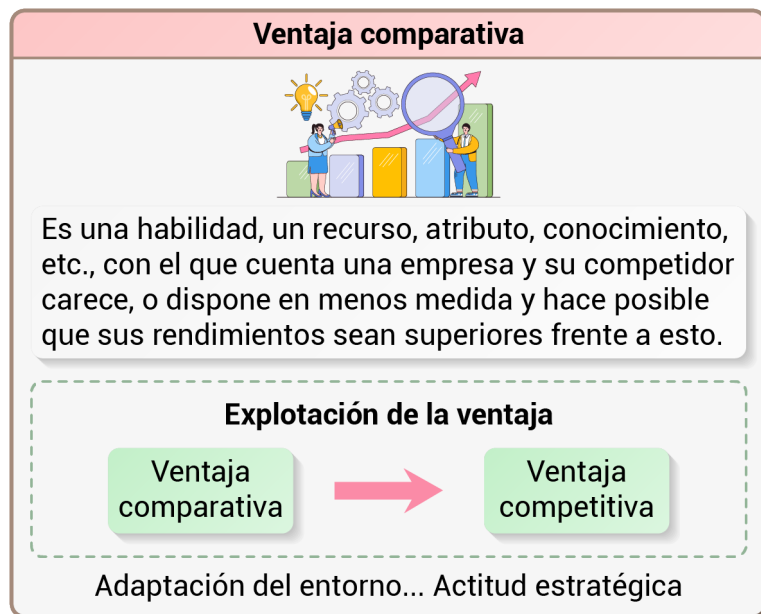 Ventaja comparativa
Es una habilidad, un recurso, atributo, conocimiento,
etc., con el que cuenta una empresa y su competidor
carece, o dispone en menos medida y hace posible
que sus rendimientos sean superiores frente a esto.
Explotación de la ventaja
Ventaja
comparativa
Ventaja
competitiva
Adaptación del entorno... Actitud estratégica